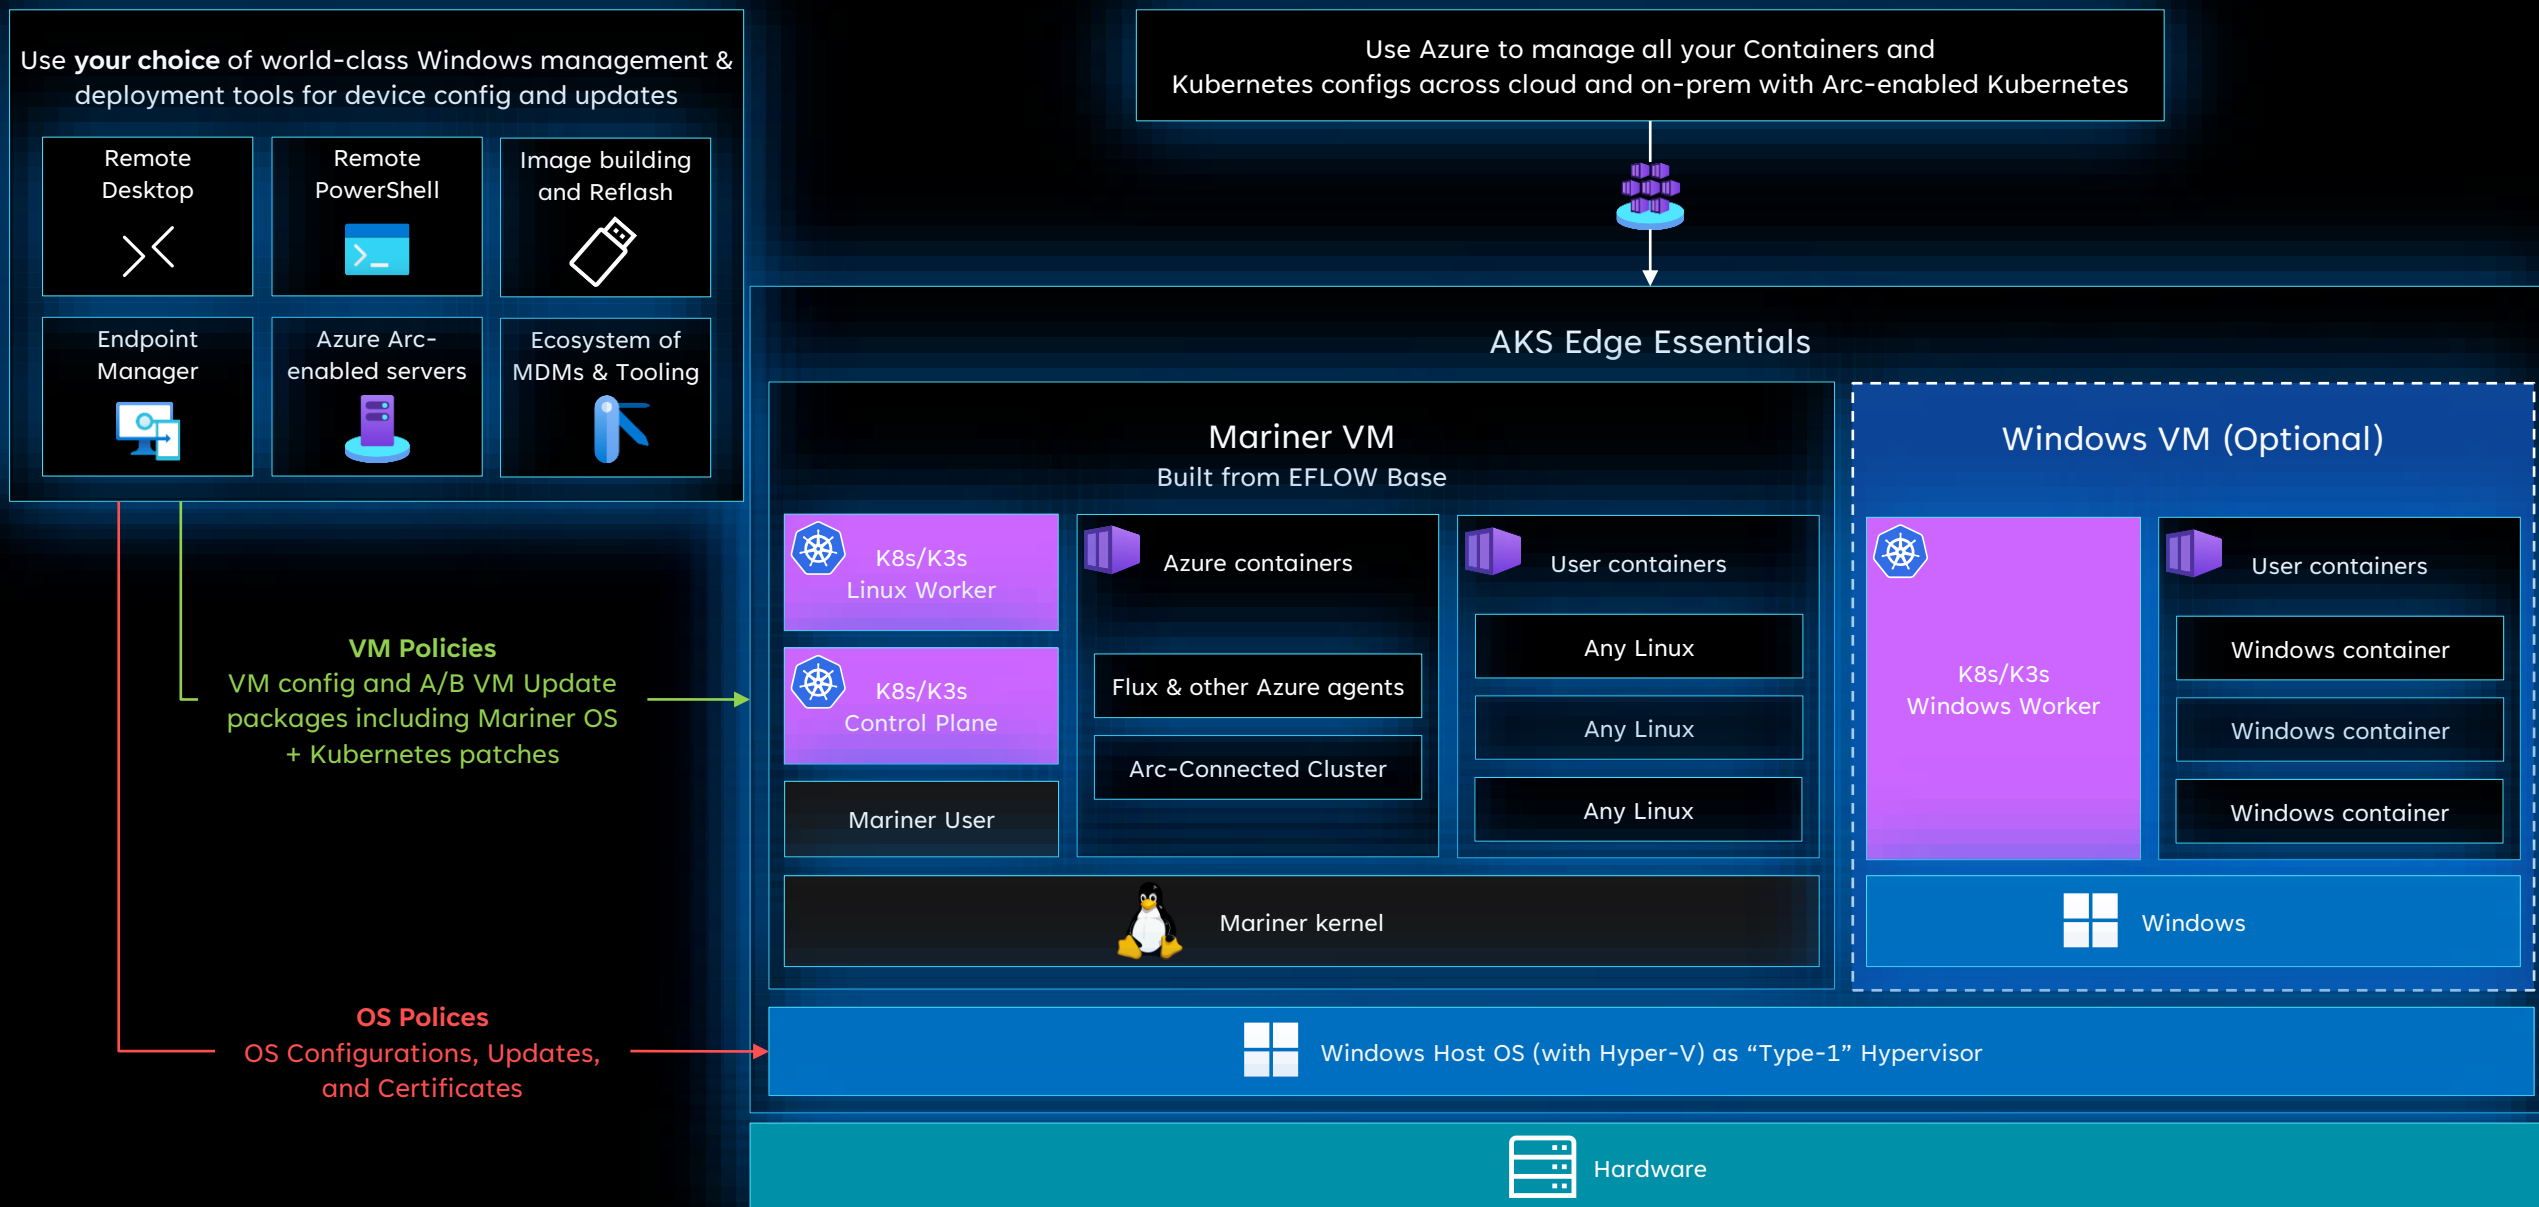 Use your choice of world-class Windows management &
deployment tools for device config and updates
Remote
Desktop
Remote
PowerShell
Image building
and Reflash
Endpoint
Manager
Azure Arc-
enabled servers
Ecosystem of
MDMs & Tooling
Use Azure to manage all your Containers and
Kubernetes configs across cloud and on-prem with Arc-enabled Kubernetes
AKS Edge Essentials
Mariner VM
Built from EFLOW Base
K8s/K3s
Linux Worker
K8s/K3s
Control Plane
Mariner User
Azure containers
Flux & other Azure agents
Arc-Connected Cluster
User containers
Any Linux
Any Linux
Any Linux
Mariner kernel
Windows VM (Optional)
K8s/K3s
Windows Worker
User containers
Windows container
Windows container
Windows container
Windows
VM Policies
VM config and A/B VM Update
packages including Mariner OS
+ Kubernetes patches
OS Polices
OS Configurations, Updates,
and Certificates
Windows Host OS (with Hyper-V) as “Type-1” Hypervisor
Hardware